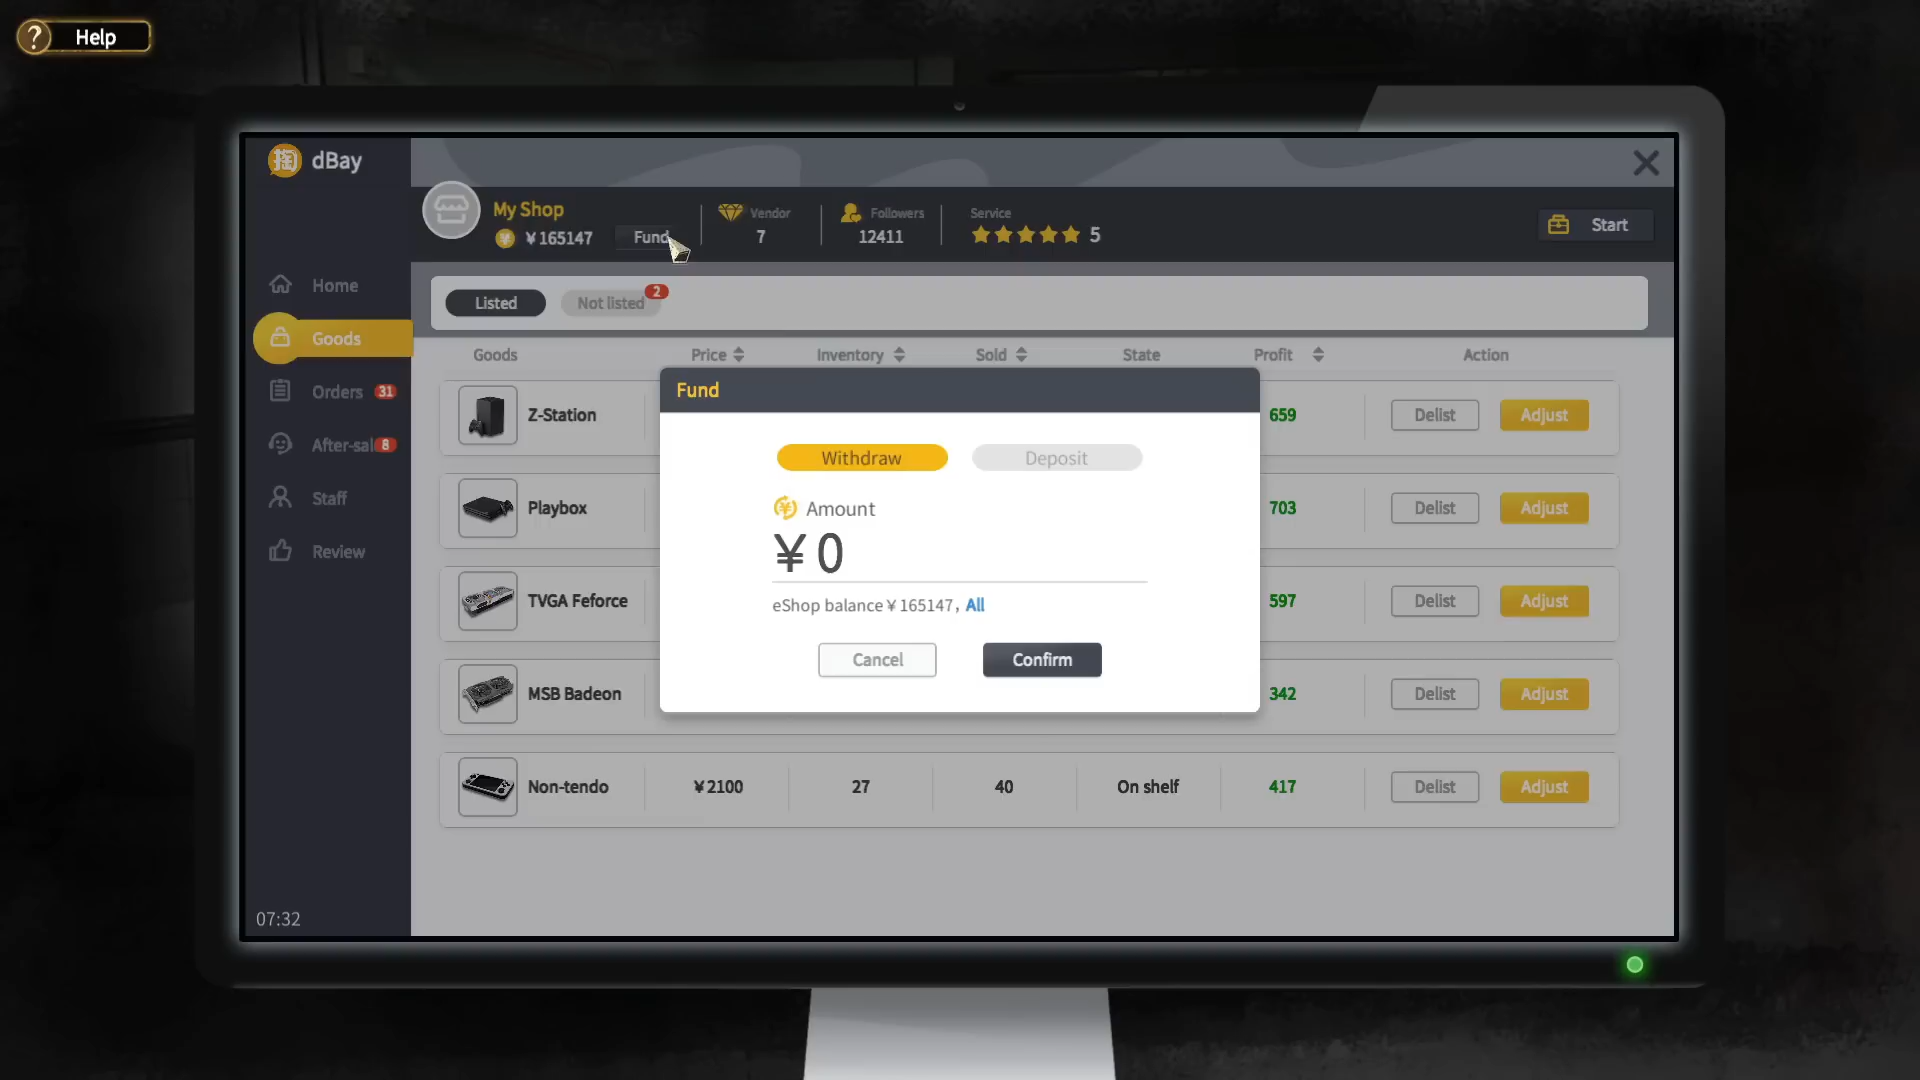 ? Help
掏 dBay
My Shop
¥165147
Fund
Vendor
7
Followers
12411
Service
5
Start
Home
Goods
Orders 31
After-sal 8
Staff
Review
07:32
Listed
Not listed 2
Goods Price Inventory Sold State Profit Action
Z-Station 659 Delist Adjust
Playbox 703 Delist Adjust
TVGA Feforce 597 Delist Adjust
MSB Badeon 342 Delist Adjust
Non-tendo ¥2100 27 40 On shelf 417 Delist Adjust
Fund
Withdraw Deposit
Amount
¥0
eShop balance¥165147, All
Cancel Confirm